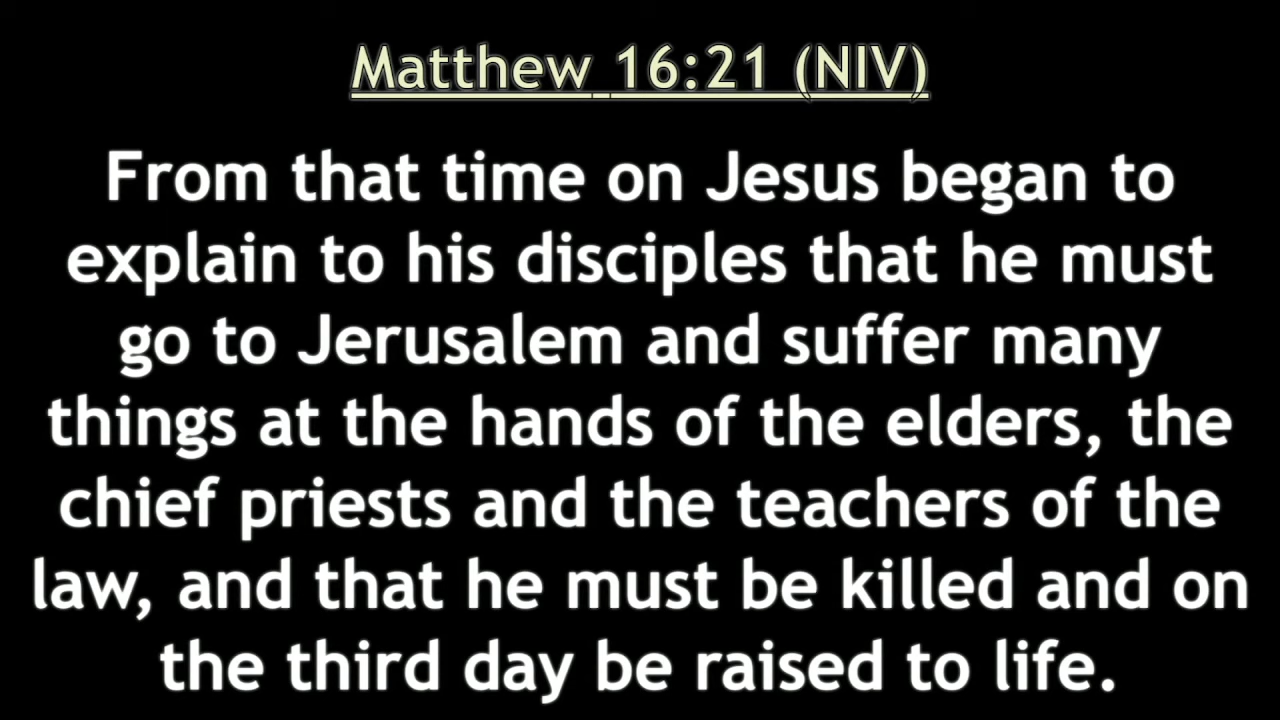 Matthew 16:21 (NIV)
From that time on Jesus began to
explain to his disciples that he must
go to Jerusalem and suffer many
things at the hands of the elders, the
chief priests and the teachers of the
law, and that he must be killed and on
the third day be raised to life.